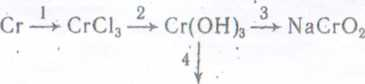 Cr 1→ CrCl₃ 2→ Cr(OH)₃ 3→ NaCrO₂
4↓